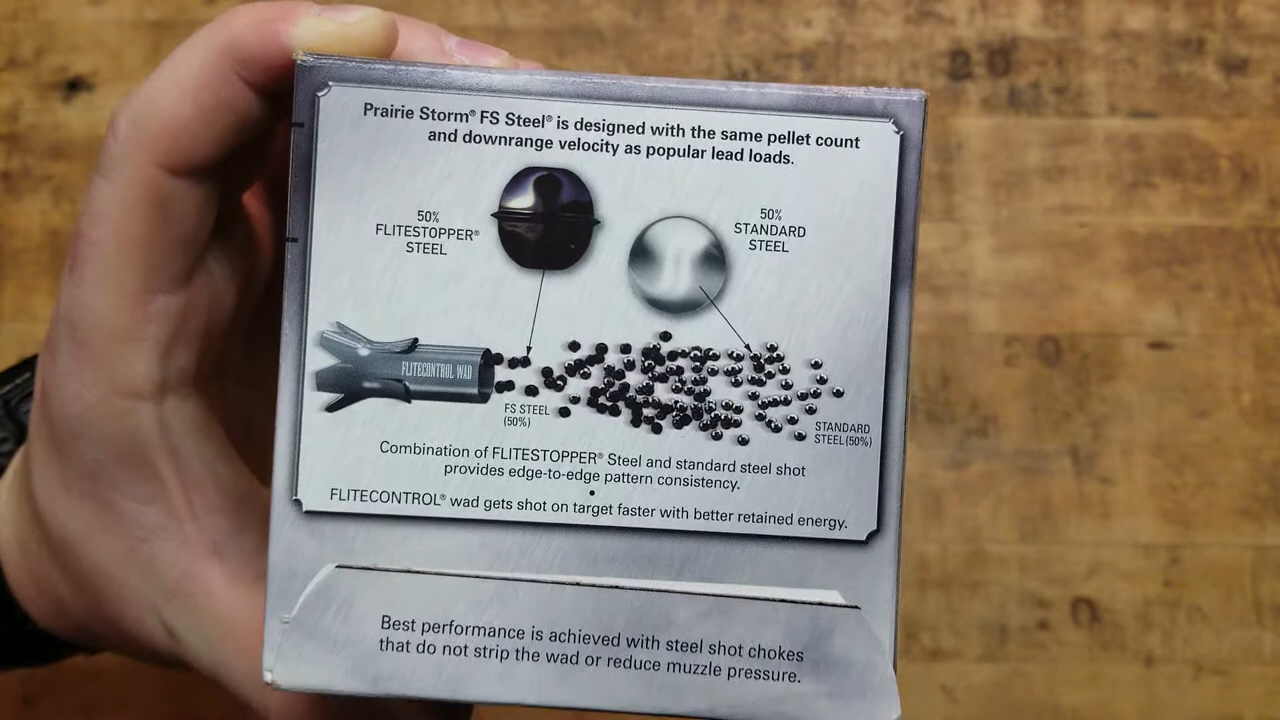 Prairie Storm® FS Steel® is designed with the same pellet count
and downrange velocity as popular lead loads.
50%
FLITESTOPPER®
STEEL
50%
STANDARD
STEEL
FLITECONTROL WAD
FS STEEL
(50%)
STANDARD
STEEL (50%)
Combination of FLITESTOPPER® Steel and standard steel shot
provides edge-to-edge pattern consistency.
•
FLITECONTROL® wad gets shot on target faster with better retained energy.
Best performance is achieved with steel shot chokes
that do not strip the wad or reduce muzzle pressure.